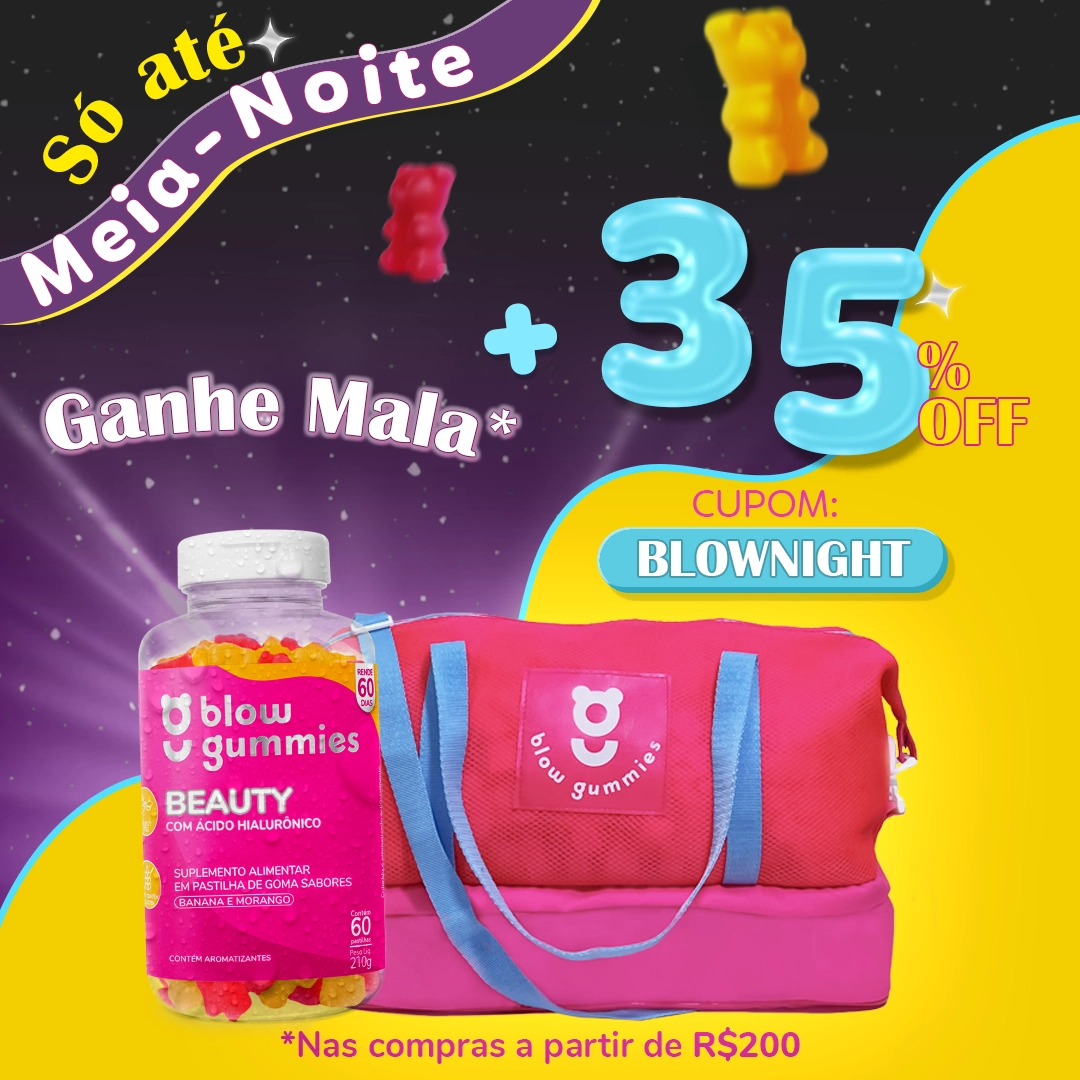 Só até
Meia-Noite
Ganhe Mala*
+ 35
%
OFF
CUPOM:
BLOWNIGHT
RENDE
60
DIAS
blow
gummies
BEAUTY
COM ÁCIDO HIALURÔNICO
SUPLEMENTO ALIMENTAR
EM PASTILHA DE GOMA SABORES
BANANA E MORANGO
Contém
60
pastilhas
Peso Líq.
210g
CONTÉM AROMATIZANTES
blow gummies
*Nas compras a partir de R$200